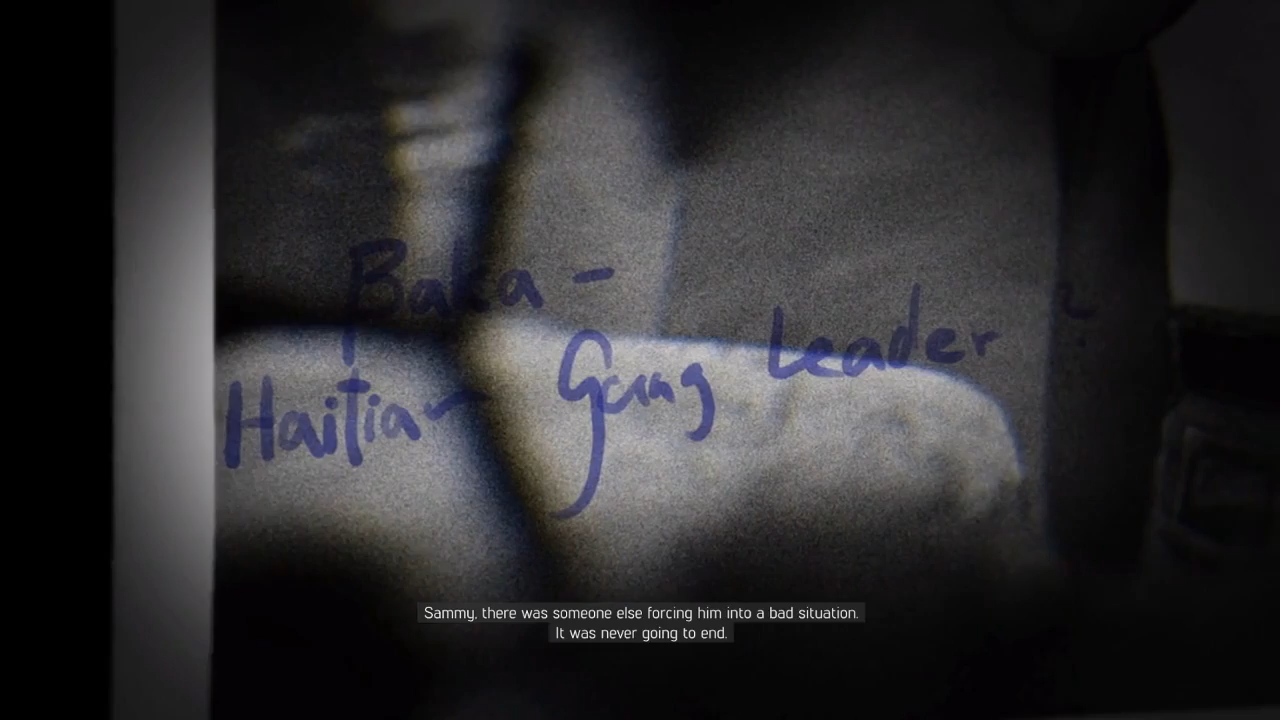 Baka -
Haitian Gang Leader
Sammy, there was someone else forcing him into a bad situation.
It was never going to end.